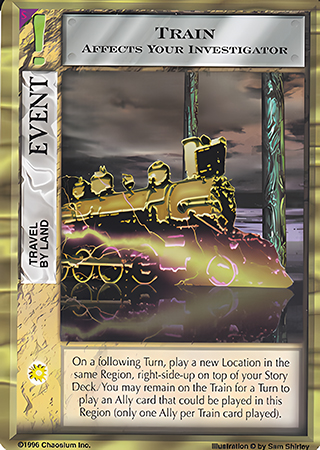 TRAIN
AFFECTS YOUR INVESTIGATOR
EVENT
TRAVEL
BY LAND
On a following Turn, play a new Location in the
same Region, right-side-up on top of your Story
Deck. You may remain on the Train for a Turn to
play an Ally card that could be played in this
Region (only one Ally per Train card played).
©1996 Chaosium Inc.
Illustration © by Sam Shirley